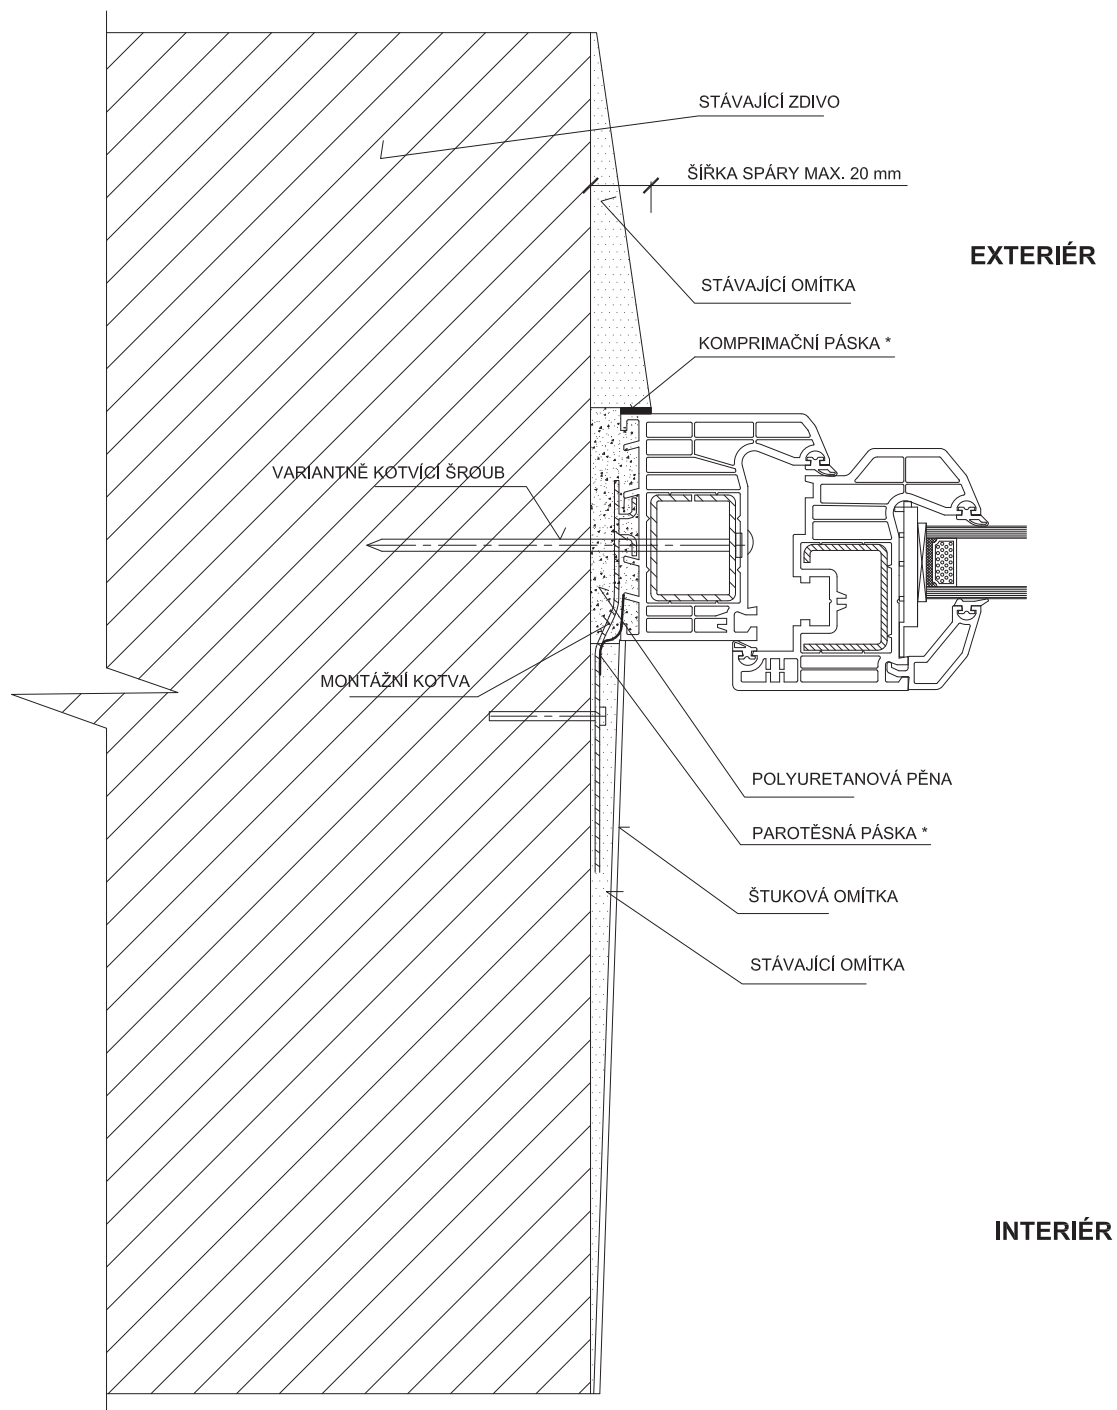 STÁVAJÍCÍ ZDIVO
ŠÍŘKA SPÁRY MAX. 20 mm
EXTERIÉR
STÁVAJÍCÍ OMÍTKA
KOMPRIMAČNÍ PÁSKA *
VARIANTNĚ KOTVÍCÍ ŠROUB
MONTÁŽNÍ KOTVA
POLYURETANOVÁ PĚNA
PAROTĚSNÁ PÁSKA *
ŠTUKOVÁ OMÍTKA
STÁVAJÍCÍ OMÍTKA
INTERIÉR